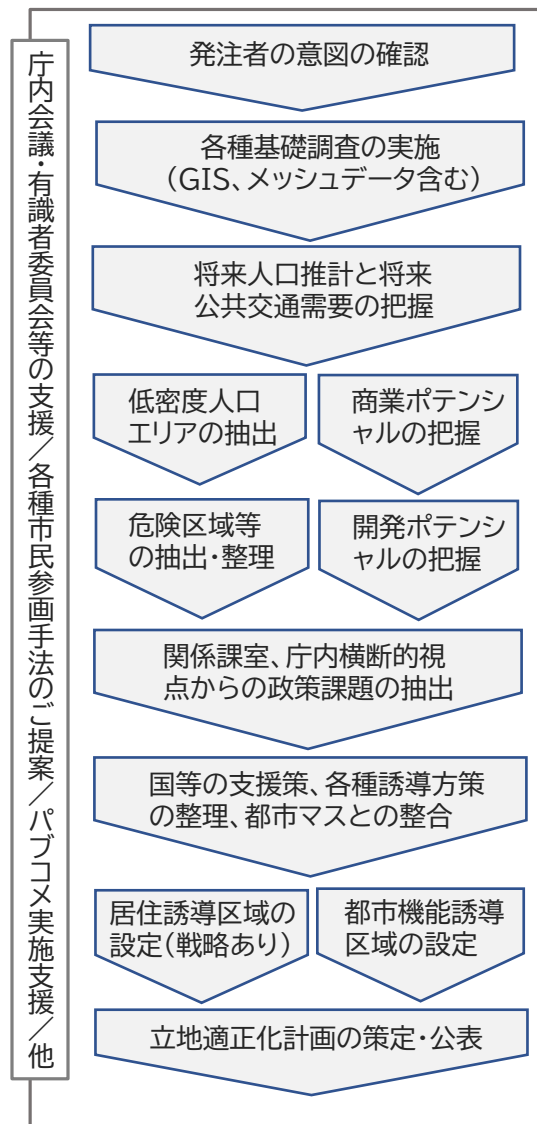 庁内会議・有識者委員会等の支援／各種市民参画手法のご提案／パブコメ実施支援／他
発注者の意図の確認
各種基礎調査の実施
（GIS、メッシュデータ含む）
将来人口推計と将来
公共交通需要の把握
低密度人口
エリアの抽出
商業ポテンシ
ャルの把握
危険区域等
の抽出・整理
開発ポテンシ
ャルの把握
関係課室、庁内横断的視
点からの政策課題の抽出
国等の支援策、各種誘導方策
の整理、都市マスとの整合
居住誘導区域の
設定（戦略あり）
都市機能誘導
区域の設定
立地適正化計画の策定・公表